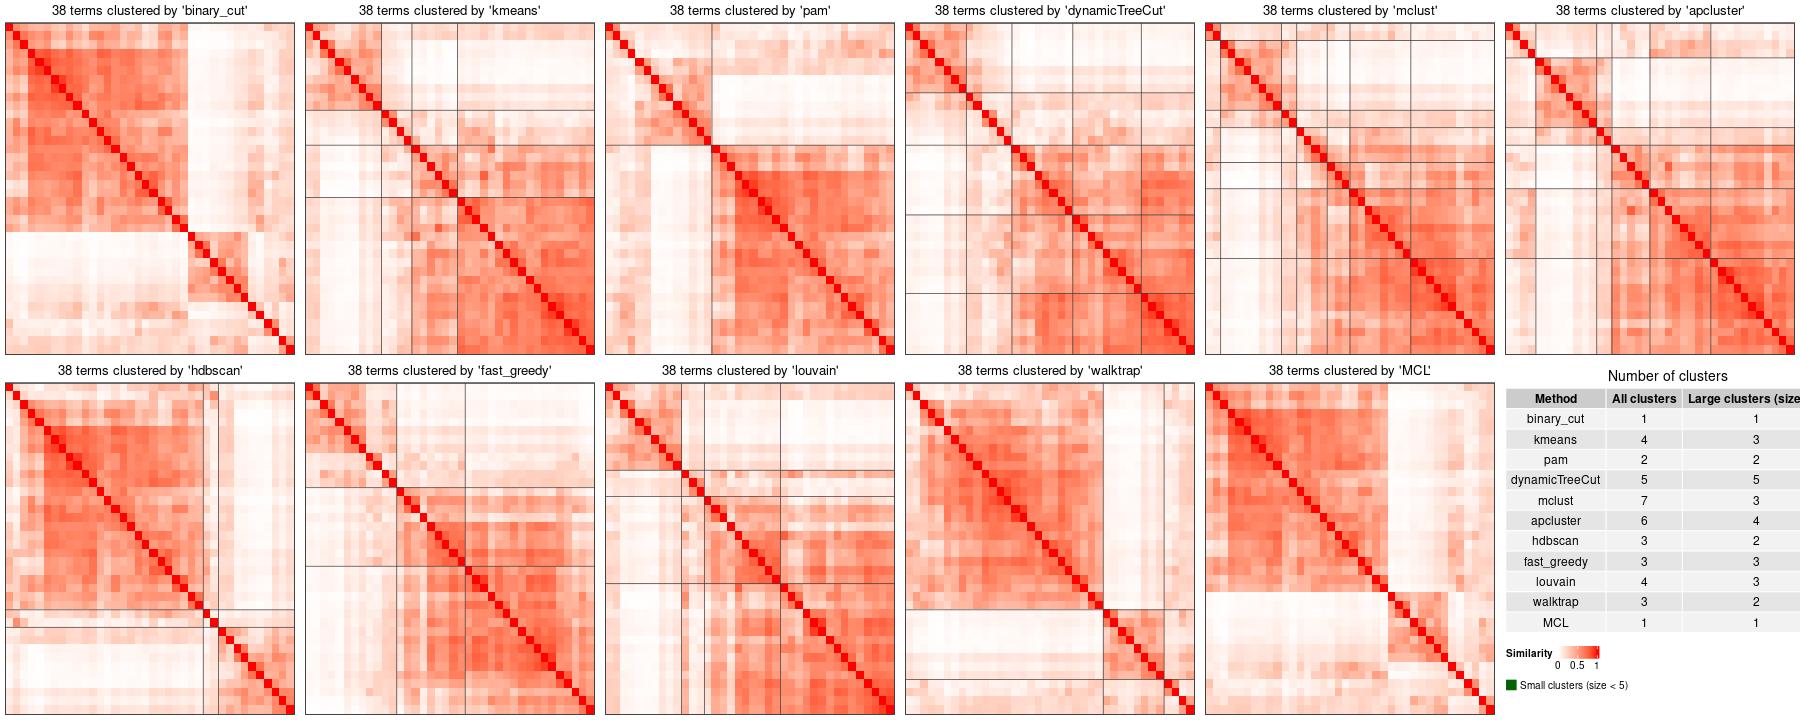 38 terms clustered by 'binary_cut'
38 terms clustered by 'kmeans'
38 terms clustered by 'pam'
38 terms clustered by 'dynamicTreeCut'
38 terms clustered by 'mclust'
38 terms clustered by 'apcluster'
38 terms clustered by 'hdbscan'
38 terms clustered by 'fast_greedy'
38 terms clustered by 'louvain'
38 terms clustered by 'walktrap'
38 terms clustered by 'MCL'
Number of clusters
Method All clusters Large clusters (size
binary_cut 1 1
kmeans 4 3
pam 2 2
dynamicTreeCut 5 5
mclust 7 3
apcluster 6 4
hdbscan 3 2
fast_greedy 3 3
louvain 4 3
walktrap 3 2
MCL 1 1
Similarity
0 0.5 1
Small clusters (size < 5)